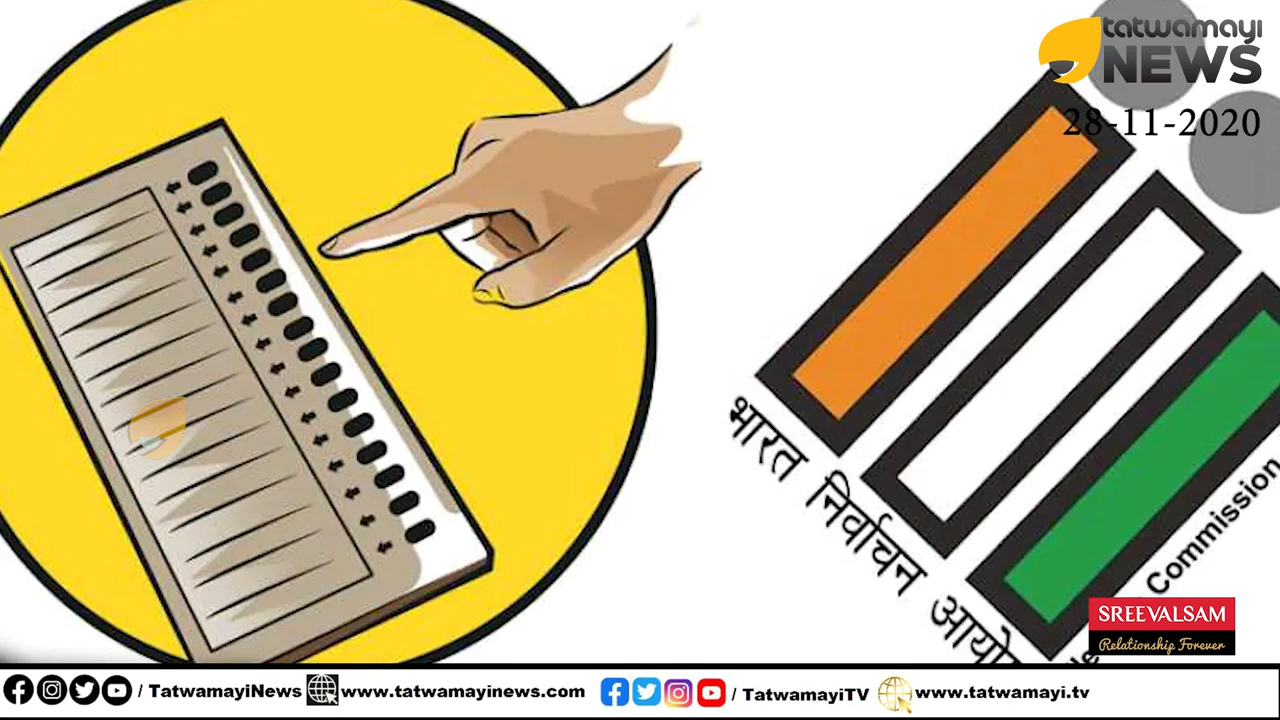 tatwamayi
NEWS
28-11-2020
भारत निर्वाचन
Commission
SREEVALSAM
Relationship Forever
/ TatwamayiNews www.tatwamayinews.com / TatwamayiTV www.tatwamayi.tv